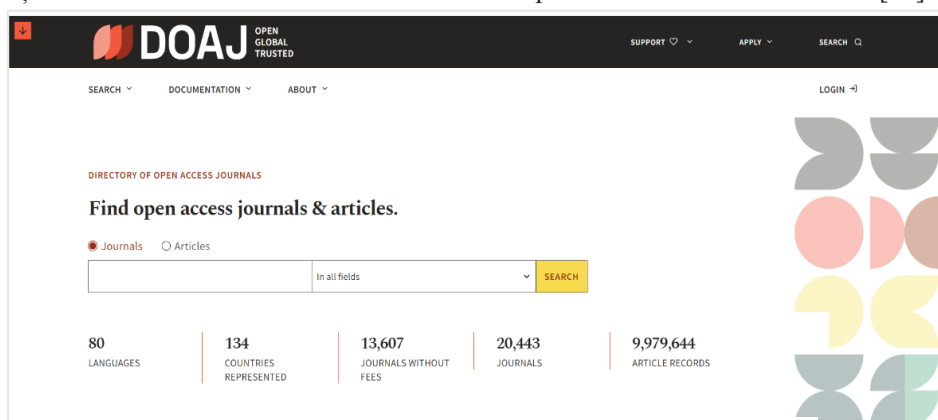 DOAJ
OPEN
GLOBAL
TRUSTED
SUPPORT
APPLY
SEARCH
SEARCH
DOCUMENTATION
ABOUT
LOGIN
DIRECTORY OF OPEN ACCESS JOURNALS
Find open access journals & articles.
Journals
Articles
In all fields
SEARCH
80
LANGUAGES
134
COUNTRIES
REPRESENTED
13,607
JOURNALS WITHOUT
FEES
20,443
JOURNALS
9,979,644
ARTICLE RECORDS